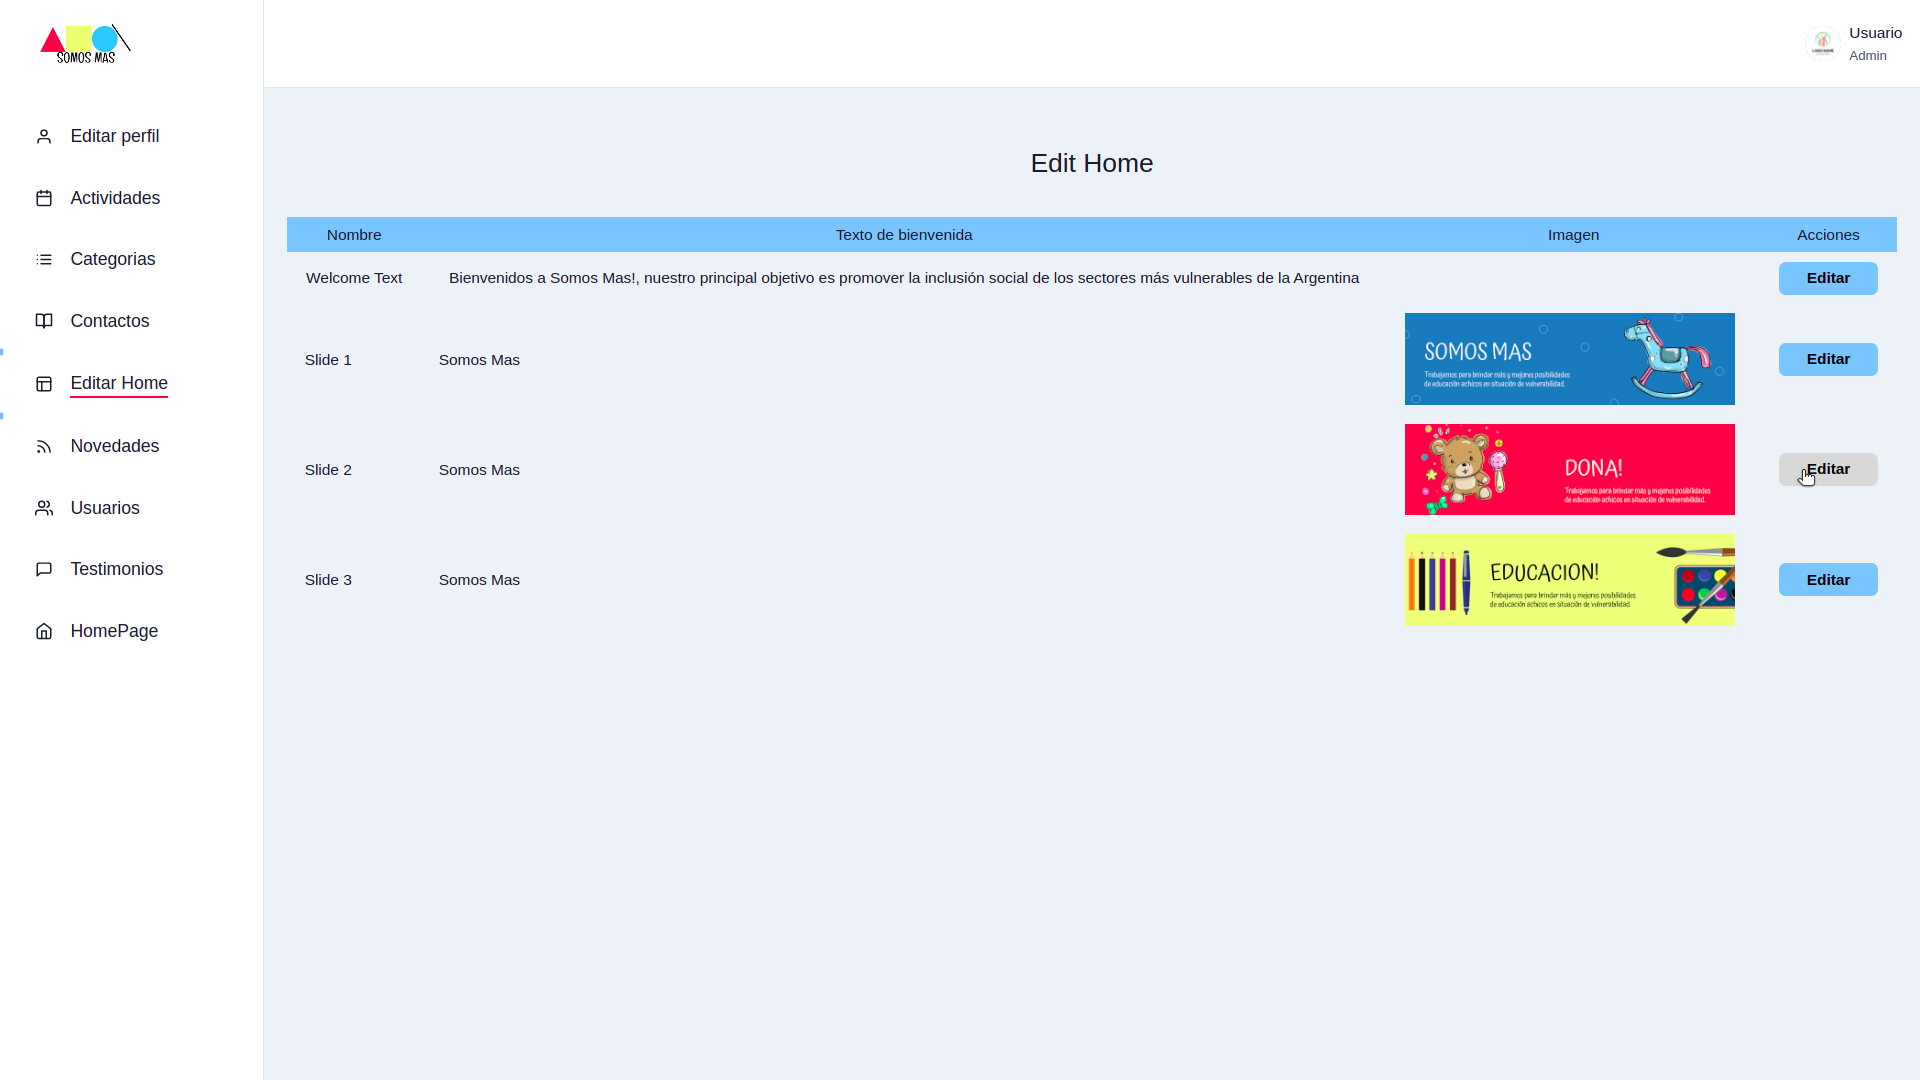 SOMOS MAS
Usuario
Admin
Editar perfil
Actividades
Categorias
Contactos
Editar Home
Novedades
Usuarios
Testimonios
HomePage
Edit Home
Nombre Texto de bienvenida Imagen Acciones
Welcome Text Bienvenidos a Somos Mas!, nuestro principal objetivo es promover la inclusión social de los sectores más vulnerables de la Argentina Editar
Slide 1 Somos Mas Editar
SOMOS MAS
Trabajamos para brindar más y mejores posibilidades
de educación achicos en situación de vulnerabilidad.
Slide 2 Somos Mas Editar
DONA!
Trabajamos para brindar más y mejores posibilidades
de educación achicos en situación de vulnerabilidad.
Slide 3 Somos Mas Editar
EDUCACION!
Trabajamos para brindar más y mejores posibilidades
de educación achicos en situación de vulnerabilidad.